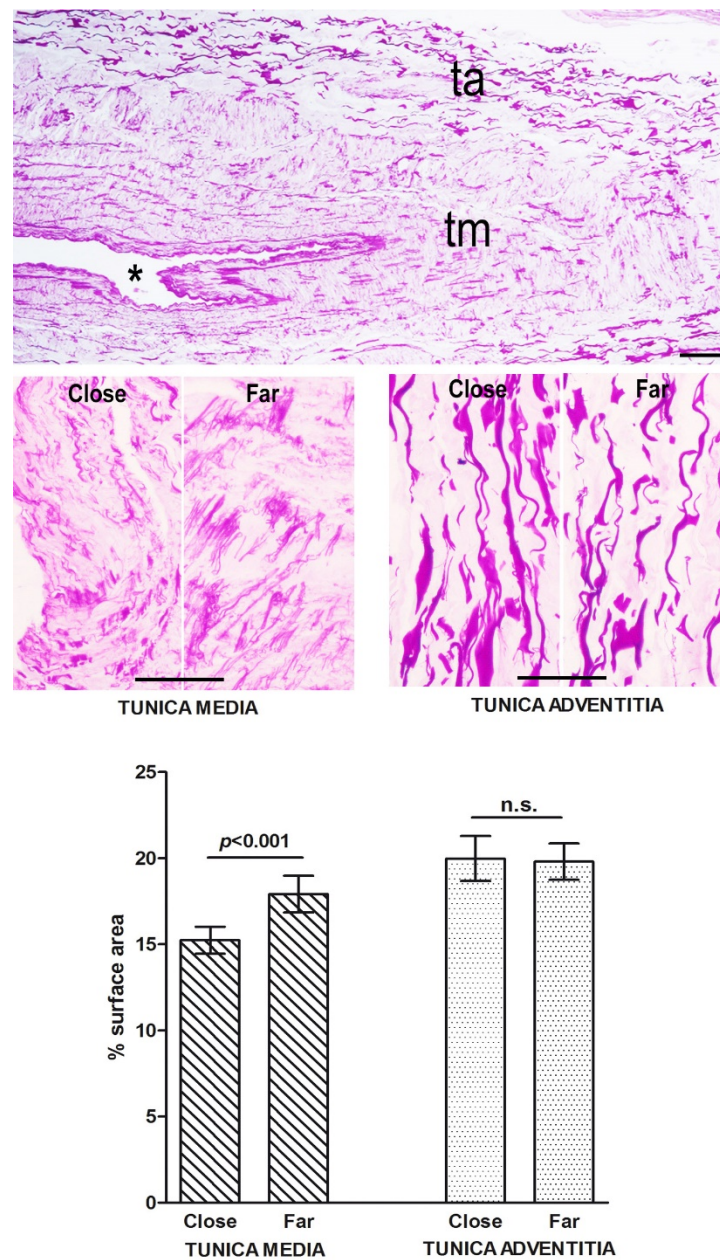 ta
tm
*
Close Far
Close Far
TUNICA MEDIA
TUNICA ADVENTITIA
25
20
15
10
5
0
% surface area
p<0.001
n.s.
Close Far
Close Far
TUNICA MEDIA
TUNICA ADVENTITIA